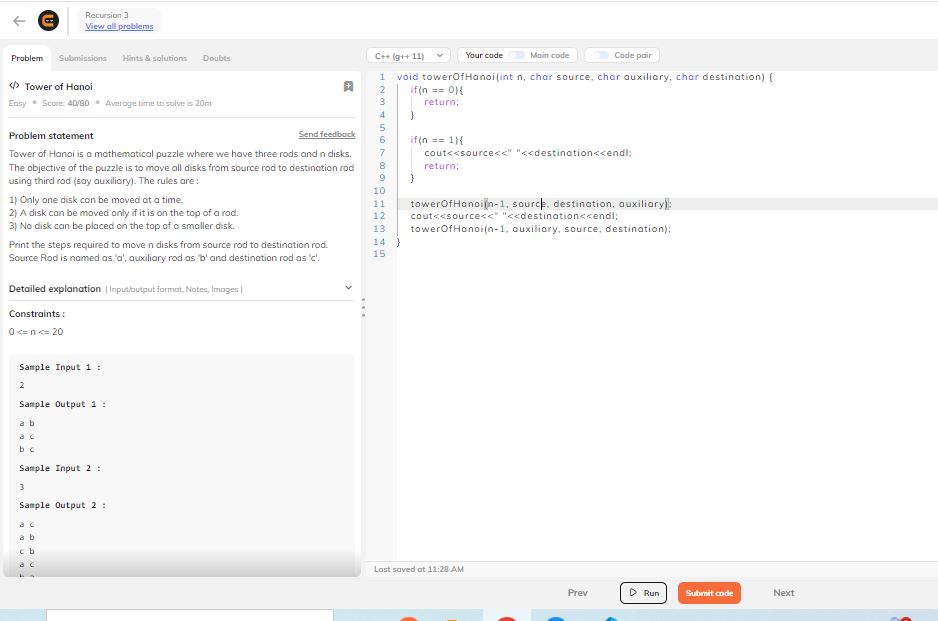 Recursion 3
View all problems
Problem Submissions Hints & solutions Doubts
Tower of Hanoi
Easy Score: 40/80 Average time to solve is 20m
Problem statement Send feedback
Tower of Hanoi is a mathematical puzzle where we have three rods and n disks.
The objective of the puzzle is to move all disks from source rod to destination rod
using third rod (say auxiliary). The rules are :
1) Only one disk can be moved at a time.
2) A disk can be moved only if it is on the top of a rod.
3) No disk can be placed on the top of a smaller disk.
Print the steps required to move n disks from source rod to destination rod.
Source Rod is named as 'a', auxiliary rod as 'b' and destination rod as 'c'.
Detailed explanation ( Input/output format, Notes, Images )
Constraints :
0 <= n <= 20
Sample Input 1 :
2
Sample Output 1 :
a b
a c
b c
Sample Input 2 :
3
Sample Output 2 :
a c
a b
c b
a c
C++ (g++ 11) Your code Main code Code pair
1 void towerOfHanoi(int n, char source, char auxiliary, char destination) {
2 if(n == 0){
3 return;
4 }
5
6 if(n == 1){
7 cout<<source<<" "<<destination<<endl;
8 return;
9 }
10
11 towerOfHanoi(n-1, source, destination, auxiliary);
12 cout<<source<<" "<<destination<<endl;
13 towerOfHanoi(n-1, auxiliary, source, destination);
14 }
15
Last saved at 11:28 AM
Prev Run Submit code Next